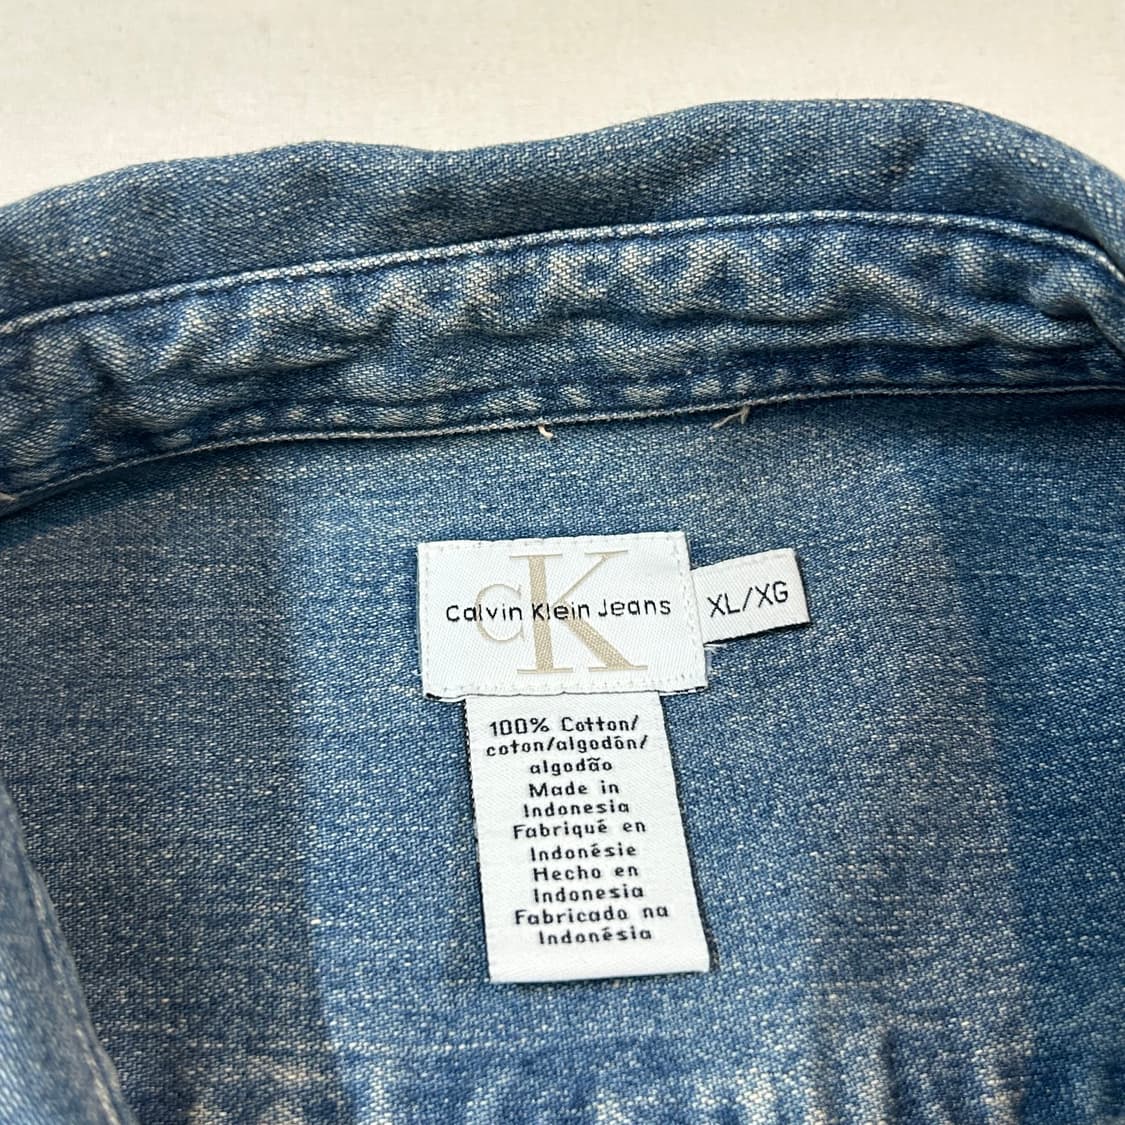 CK
Calvin Klein Jeans
XL/XG
100% Cotton/
coton/algodón/
algodão
Made in
Indonesia
Fabriqué en
Indonésie
Hecho en
Indonesia
Fabricado na
Indonésia